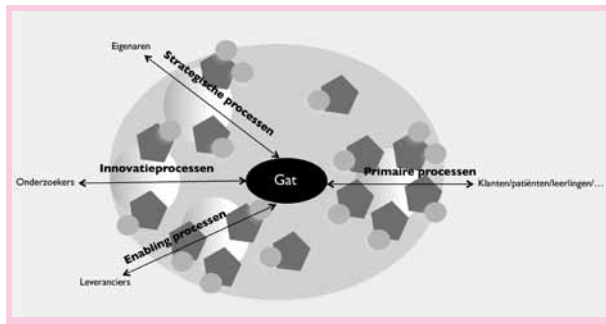 Eigenaren
Strategische processen
Innovatieprocessen
Primaire processen
Onderzoekers
Gat
Klanten/patiënten/leerlingen/…
Enabling processen
Leveranciers